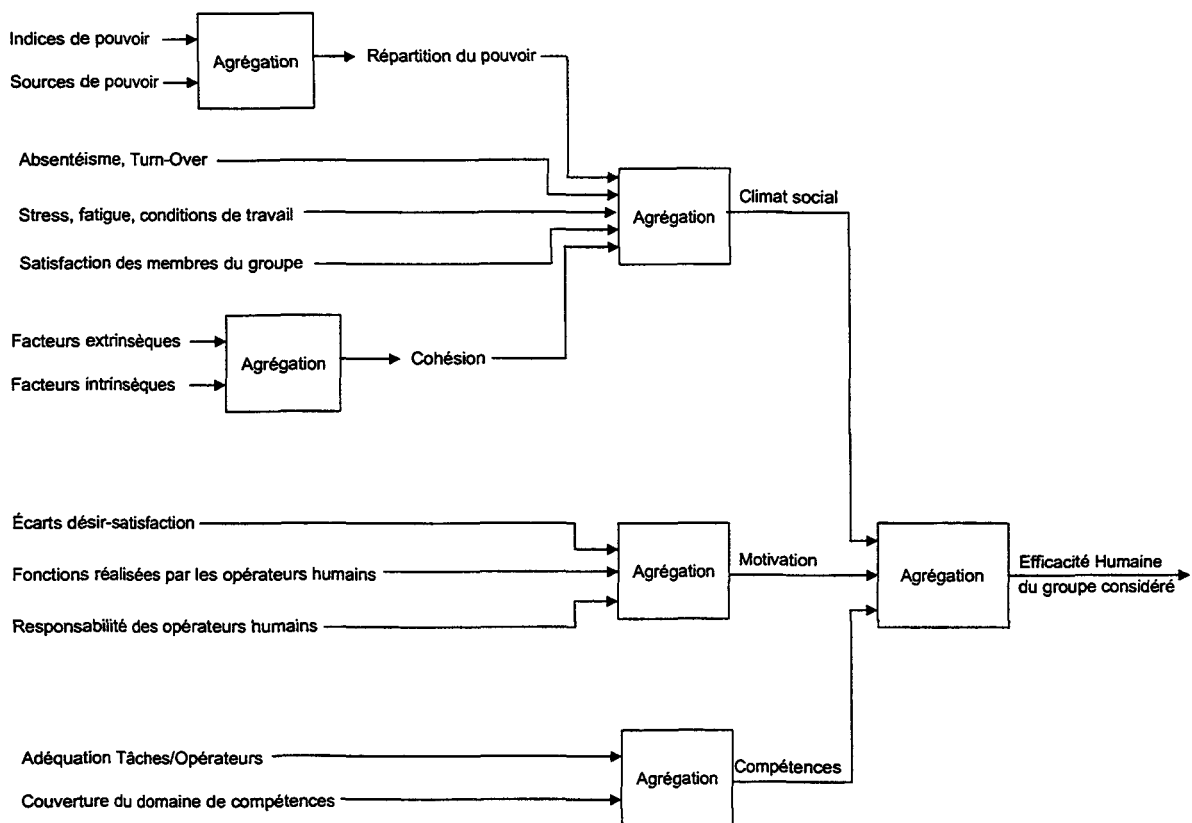 Indices de pouvoir
Sources de pouvoir
Agrégation
Répartition du pouvoir
Absentéisme, Turn-Over
Stress, fatigue, conditions de travail
Satisfaction des membres du groupe
Agrégation
Climat social
Facteurs extrinsèques
Facteurs intrinsèques
Agrégation
Cohésion
Écarts désir-satisfaction
Fonctions réalisées par les opérateurs humains
Responsabilité des opérateurs humains
Agrégation
Motivation
Agrégation
Efficacité Humaine
du groupe considéré
Adéquation Tâches/Opérateurs
Couverture du domaine de compétences
Agrégation
Compétences